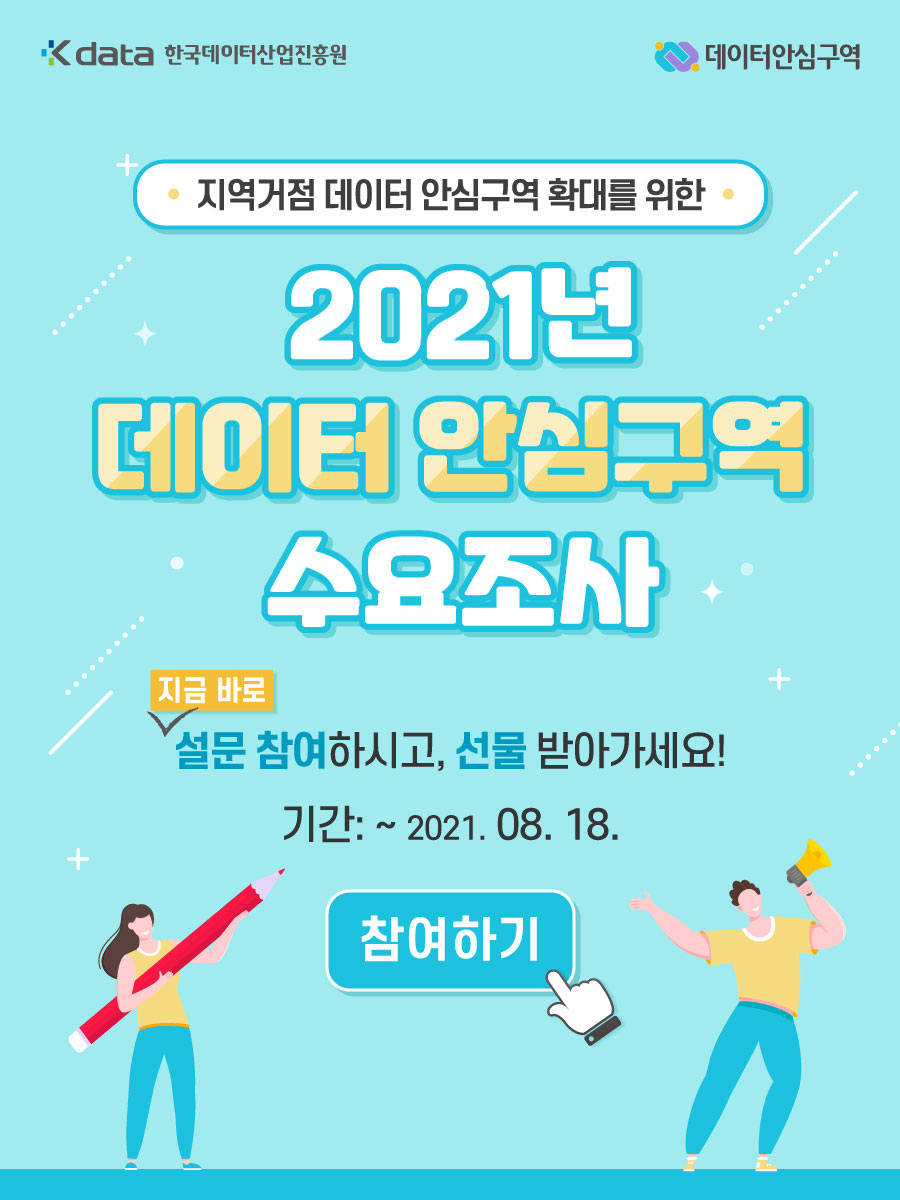 Kdata 한국데이터산업진흥원
데이터안심구역
지역거점 데이터 안심구역 확대를 위한
2021년
데이터 안심구역
수요조사
지금 바로
설문 참여하시고, 선물 받아가세요!
기간: ~ 2021. 08. 18.
참여하기